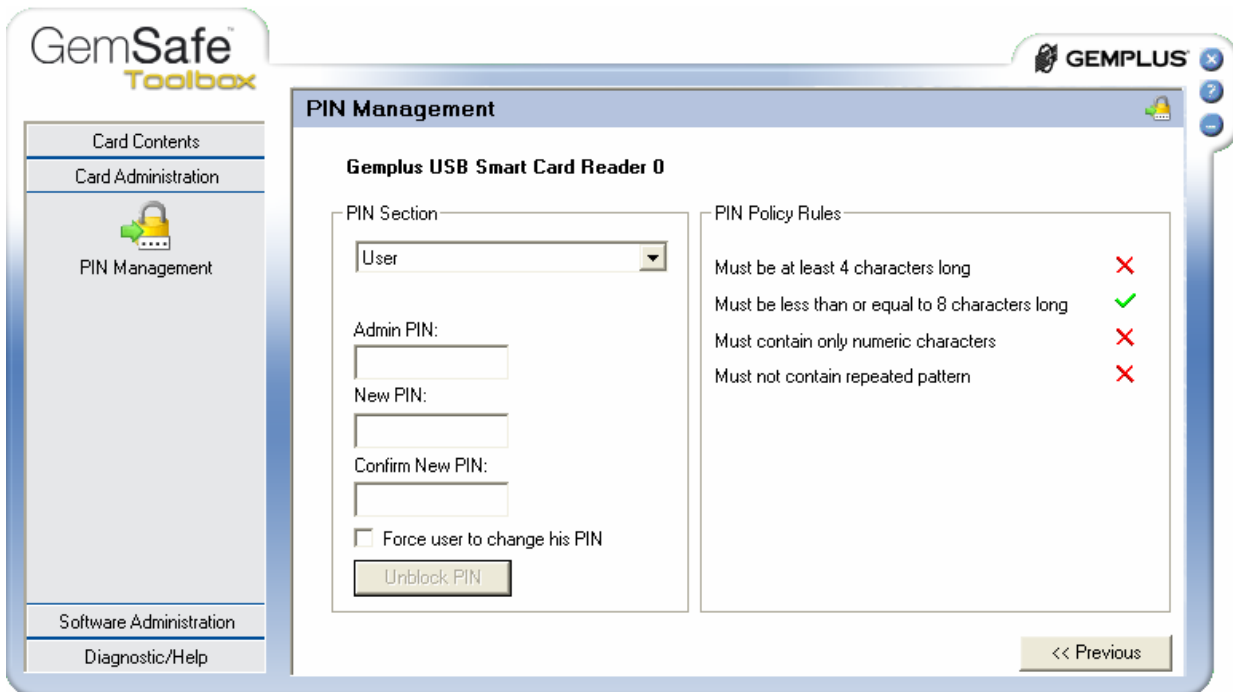 GemSafe™
Toolbox
GEMPLUS
Card Contents
Card Administration
PIN Management
Software Administration
Diagnostic/Help
PIN Management
Gemplus USB Smart Card Reader 0
PIN Section
User
Admin PIN:
New PIN:
Confirm New PIN:
Force user to change his PIN
Unblock PIN
PIN Policy Rules
Must be at least 4 characters long
Must be less than or equal to 8 characters long
Must contain only numeric characters
Must not contain repeated pattern
<< Previous